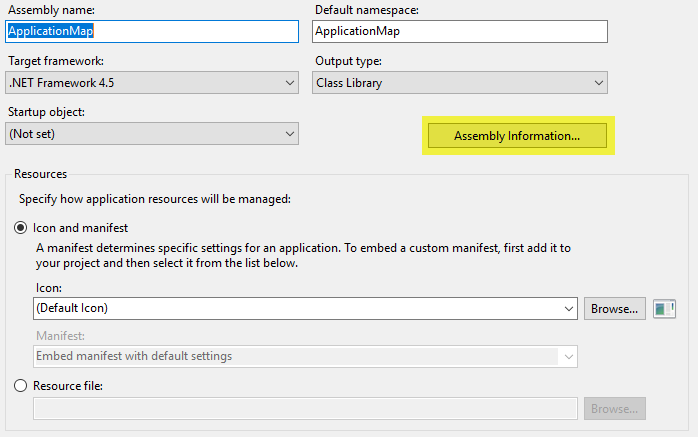 Assembly name:
Default namespace:
ApplicationMap
ApplicationMap
Target framework:
Output type:
.NET Framework 4.5
Class Library
Startup object:
(Not set)
Assembly Information...
Resources
Specify how application resources will be managed:
Icon and manifest
A manifest determines specific settings for an application. To embed a custom manifest, first add it to
your project and then select it from the list below.
Icon:
(Default Icon)
Browse...
Manifest:
Embed manifest with default settings
Resource file:
Browse...